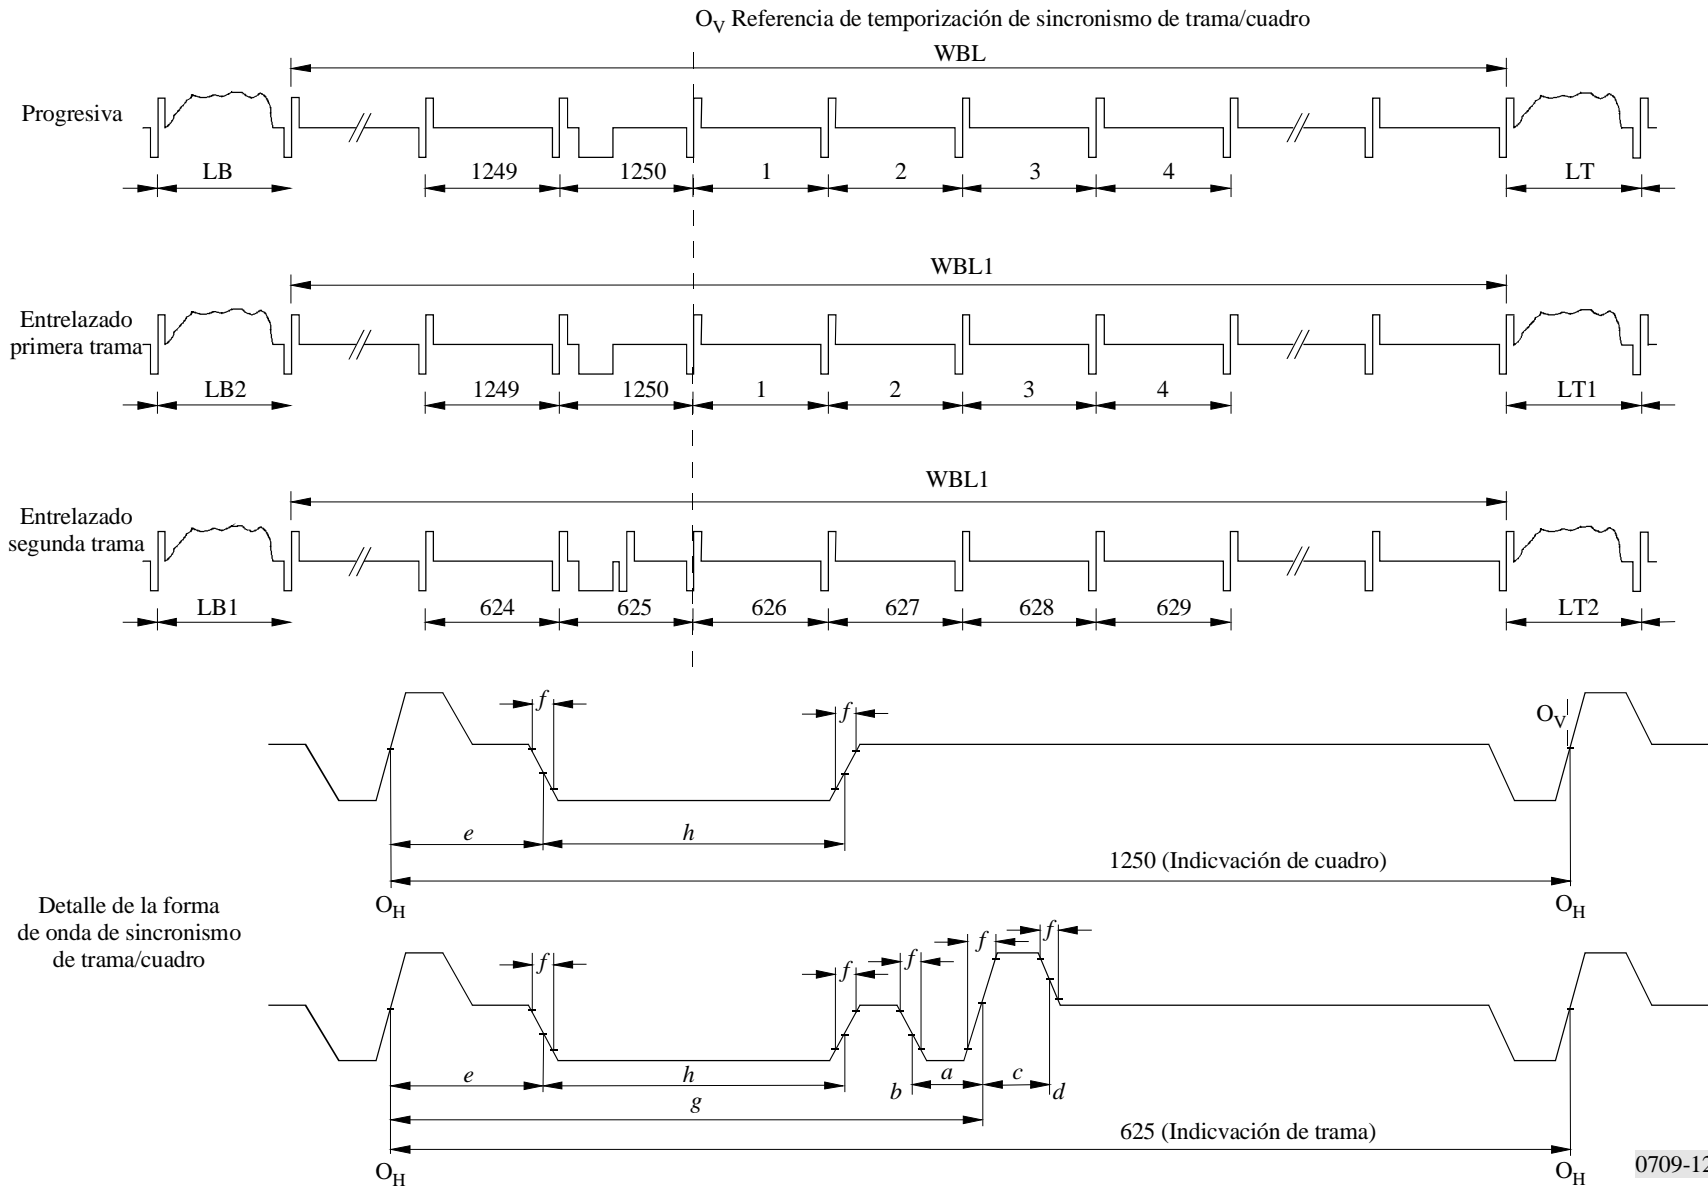 O_V Referencia de temporización de sincronismo de trama/cuadro
WBL
Progresiva
LB 1249 1250 1 2 3 4 LT
WBL1
Entrelazado
primera trama
LB2 1249 1250 1 2 3 4 LT1
WBL1
Entrelazado
segunda trama
LB1 624 625 626 627 628 629 LT2
f f O_V
e h
1250 (Indicvación de cuadro)
O_H O_H
Detalle de la forma
de onda de sincronismo
de trama/cuadro
f f f f f
e h b a c d
g
625 (Indicvación de trama)
O_H O_H
0709-12